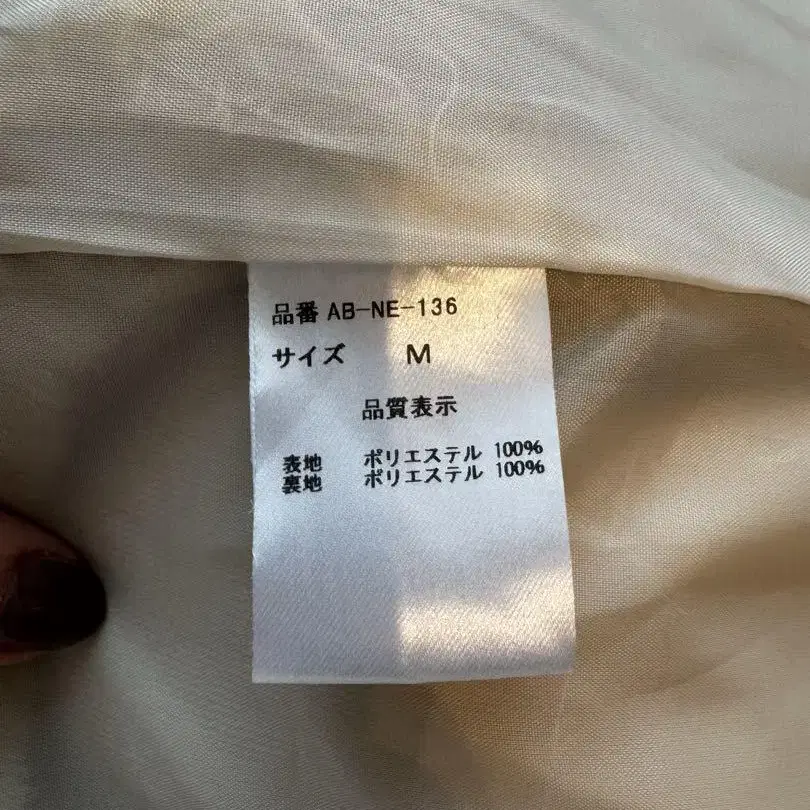 品番 AB-NE-136
サイズ M
品質表示
表地 ポリエステル 100%
裏地 ポリエステル 100%